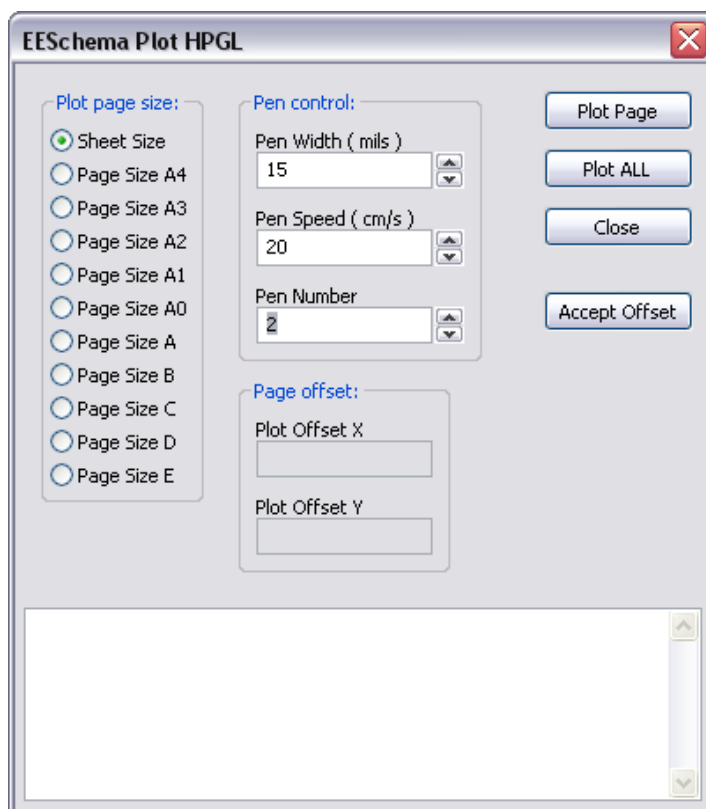 EESchema Plot HPGL
Plot page size:
Sheet Size
Page Size A4
Page Size A3
Page Size A2
Page Size A1
Page Size A0
Page Size A
Page Size B
Page Size C
Page Size D
Page Size E
Pen control:
Pen Width ( mils )
15
Pen Speed ( cm/s )
20
Pen Number
2
Page offset:
Plot Offset X
Plot Offset Y
Plot Page
Plot ALL
Close
Accept Offset